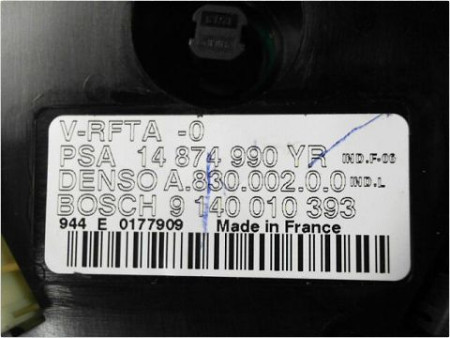 V-RFTA -0
PSA 14 874 990 YR IND.F-06
DENSO A.830.002.0.0 IND.L
BOSCH 9 140 010 393
944 E 0177909 Made in France